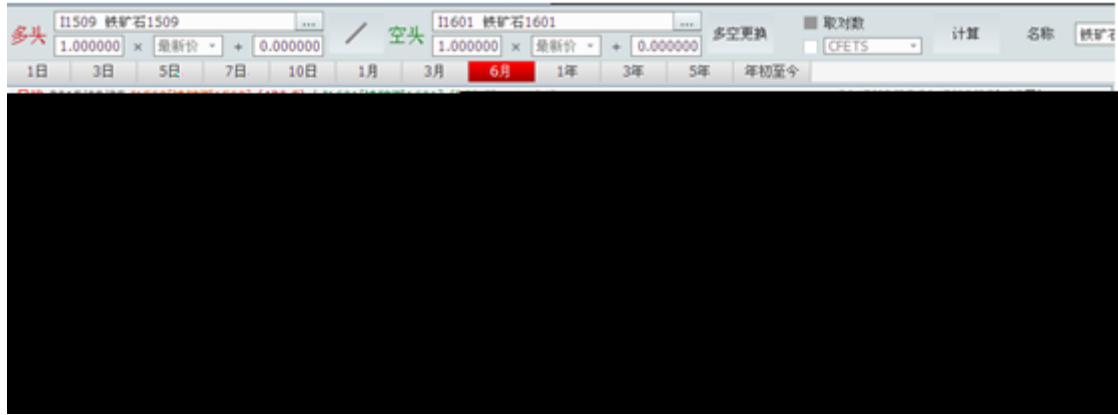 多头 I1509 铁矿石1509 ... / 空头 I1601 铁矿石1601 ... 多空更换 取对数 计算 名称
1.000000 × 最新价 + 0.000000 1.000000 × 最新价 + 0.000000 CFETS
1日 3日 5日 7日 10日 1月 3月 6月 1年 3年 5年 年初至今